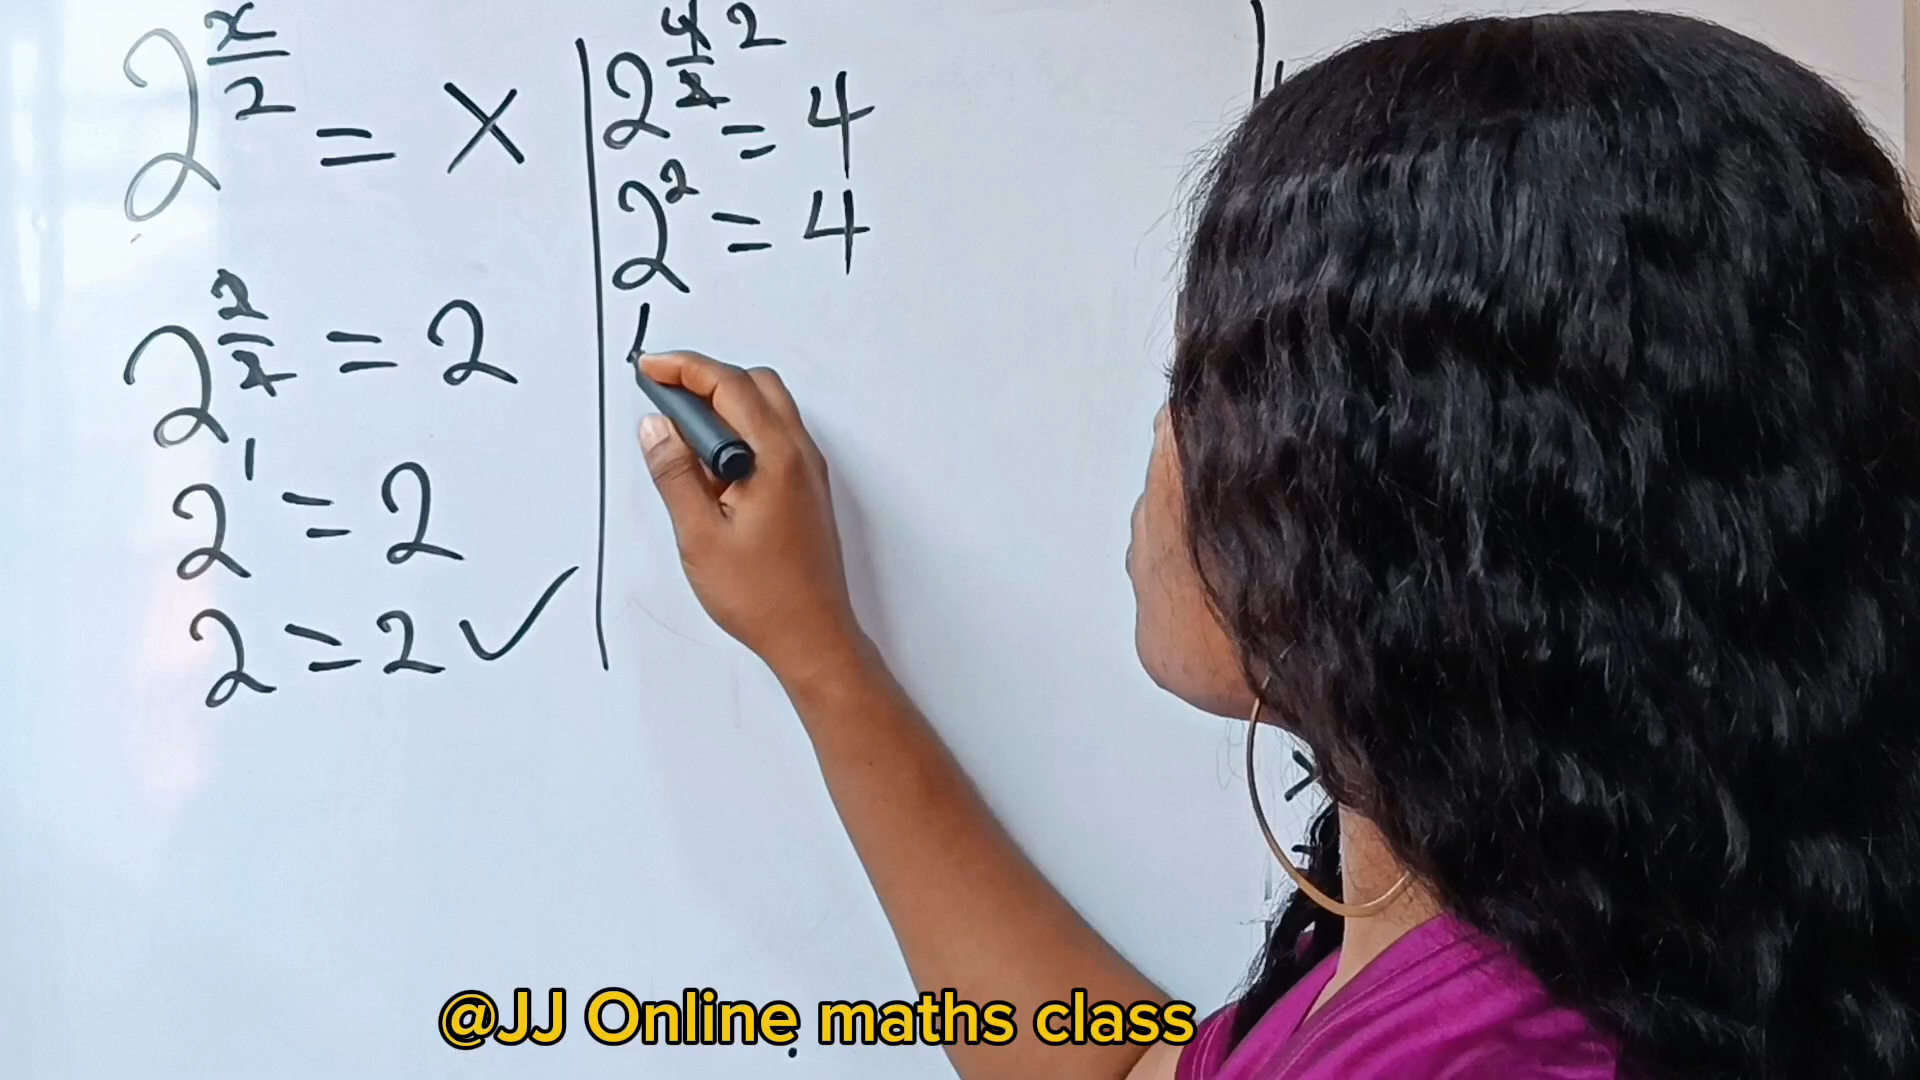 2^(x/2) = x
2^(2/2) = 2
2^1 = 2
2 = 2 ✓
2^(4/2) 2 = 4
2^2 = 4
@JJ Online maths class